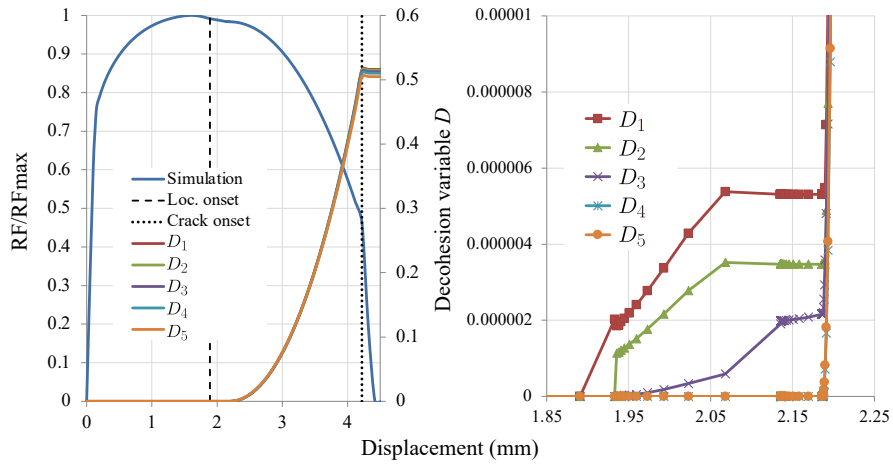 RF/RFmax
1
0.9
0.8
0.7
0.6
0.5
0.4
0.3
0.2
0.1
0
0 1 2 3 4
0.6
0.5
0.4
0.3
0.2
0.1
0
Simulation
Loc. onset
Crack onset
D₁
D₂
D₃
D₄
D₅
Decohesion variable D
0.00001
0.000008
0.000006
0.000004
0.000002
0
1.85 1.95 2.05 2.15 2.25
D₁
D₂
D₃
D₄
D₅
Displacement (mm)